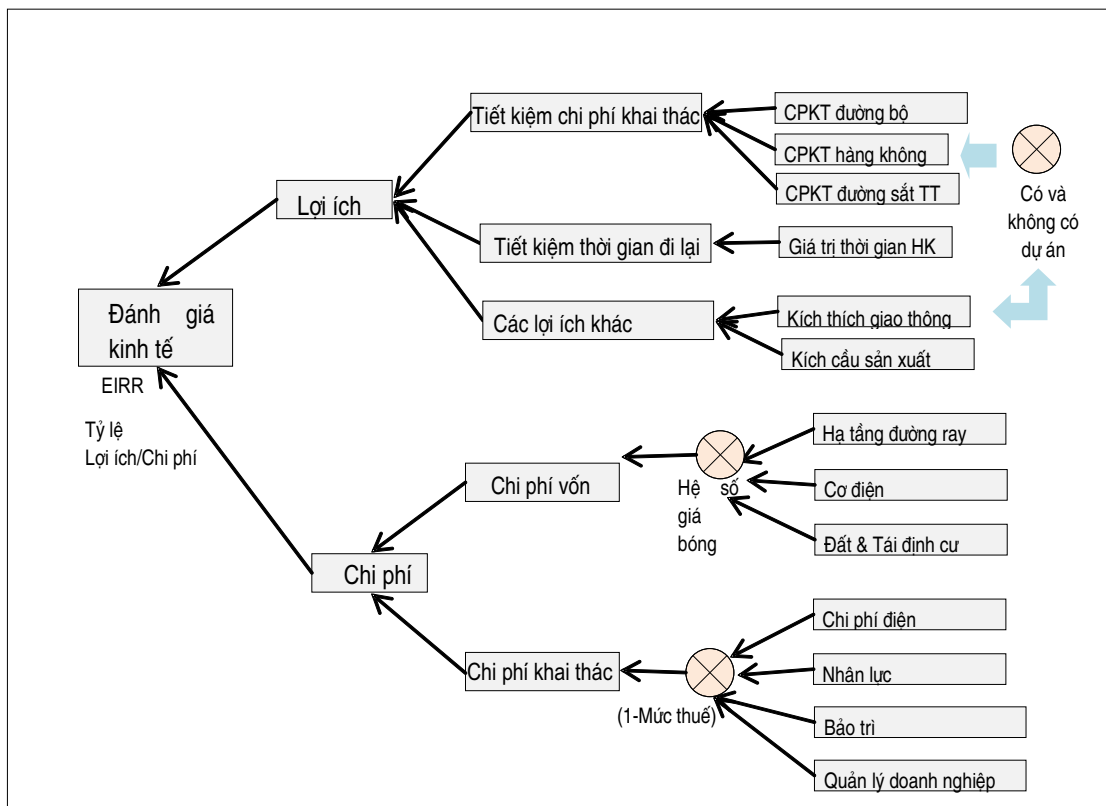 Tiết kiệm chi phí khai thác
CPKT đường bộ
CPKT hàng không
CPKT đường sắt TT
Có và
không có
dự án
Lợi ích
Tiết kiệm thời gian đi lại
Giá trị thời gian HK
Các lợi ích khác
Kích thích giao thông
Kích cầu sản xuất
Đánh giá
kinh tế
EIRR
Tỷ lệ
Lợi ích/Chi phí
Chi phí vốn
Hệ số
giá
bóng
Hạ tầng đường ray
Cơ điện
Đất & Tái định cư
Chi phí
Chi phí khai thác
(1-Mức thuế)
Chi phí điện
Nhân lực
Bảo trì
Quản lý doanh nghiệp